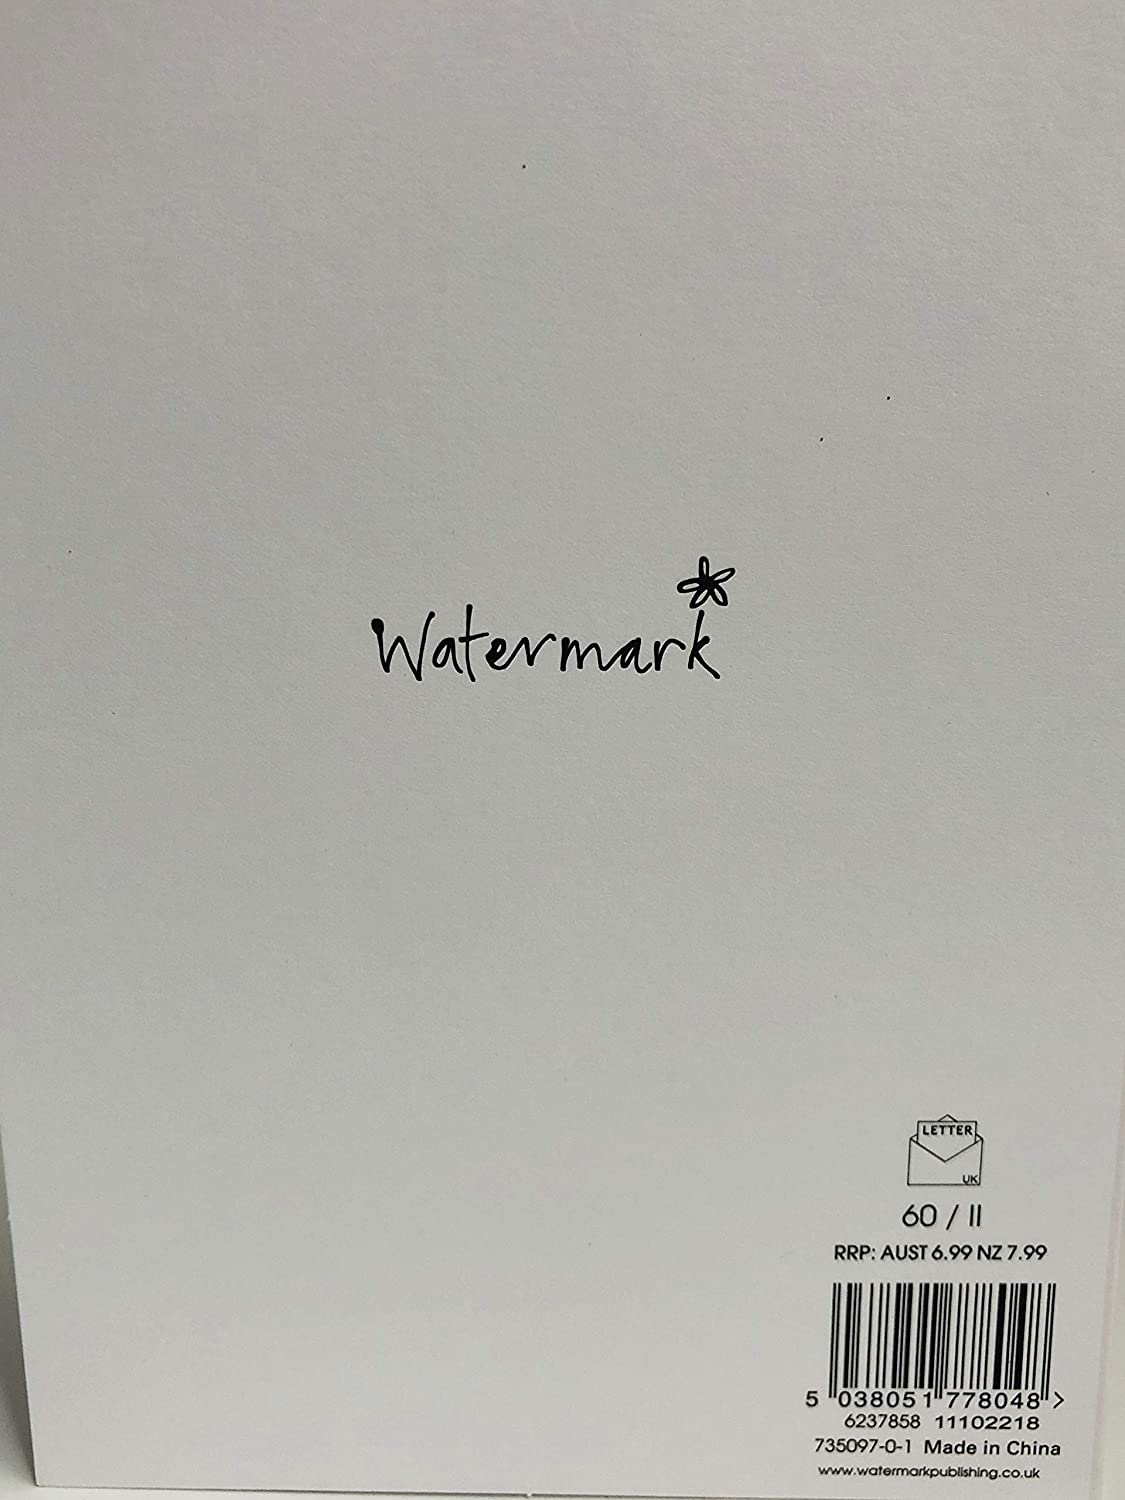 Watermark
LETTER
UK
60 / II
RRP: AUST 6.99 NZ 7.99
5 038051 778048 >
6237858 11102218
735097-0-1 Made in China
www.watermarkpublishing.co.uk